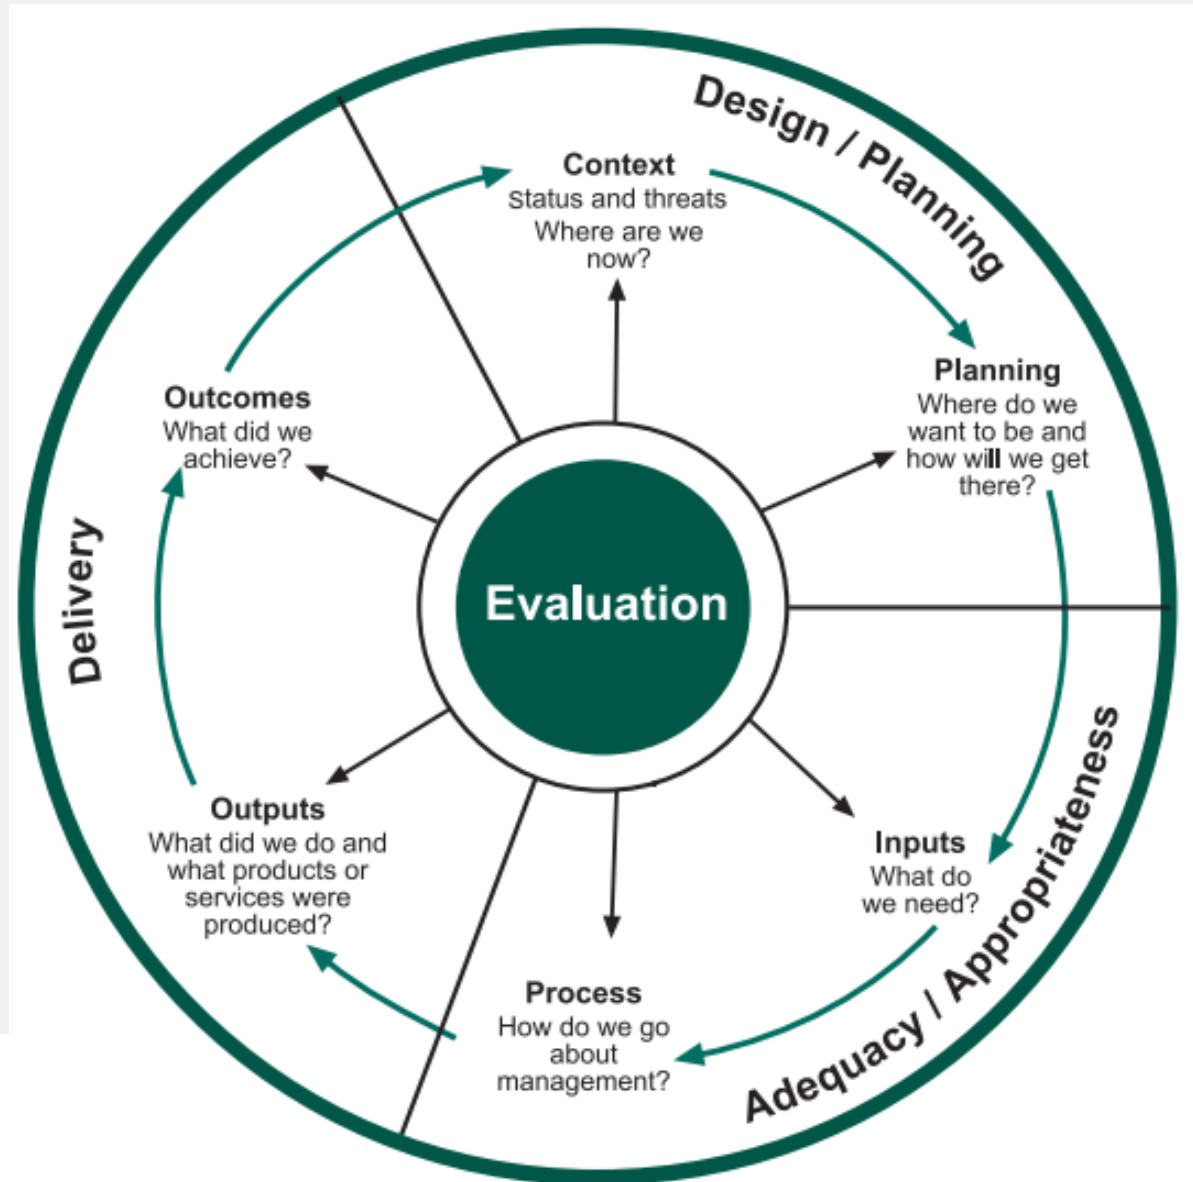 Design / Planning
Context
Status and threats
Where are we
now?
Planning
Where do we
want to be and
how will we get
there?
Outcomes
What did we
achieve?
Delivery
Evaluation
Outputs
What did we do and
what products or
services were
produced?
Inputs
What do
we need?
Process
How do we go
about
management?
Adequacy / Appropriateness